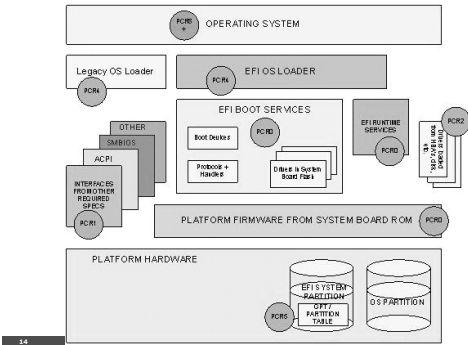 PCR8
+
OPERATING SYSTEM
Legacy OS Loader
PCR4
EFI OS LOADER
PCR4
EFI BOOT SERVICES
Boot Devices
PCR0
Protocols +
Handlers
Drivers In System
Board Flash
EFI RUNTIME
SERVICES
PCR0
PCR2
Drivers loaded
etc.
OTHER
SMBIOS
ACPI
INTERFACES
FROM OTHER
REQUIRED
SPECS
PCR1
PLATFORM FIRMWARE FROM SYSTEM BOARD ROM
PCR0
PLATFORM HARDWARE
EFI SYSTEM
PARTITION
GPT /
PARTITION
TABLE
PCR5
OS PARTITION
14